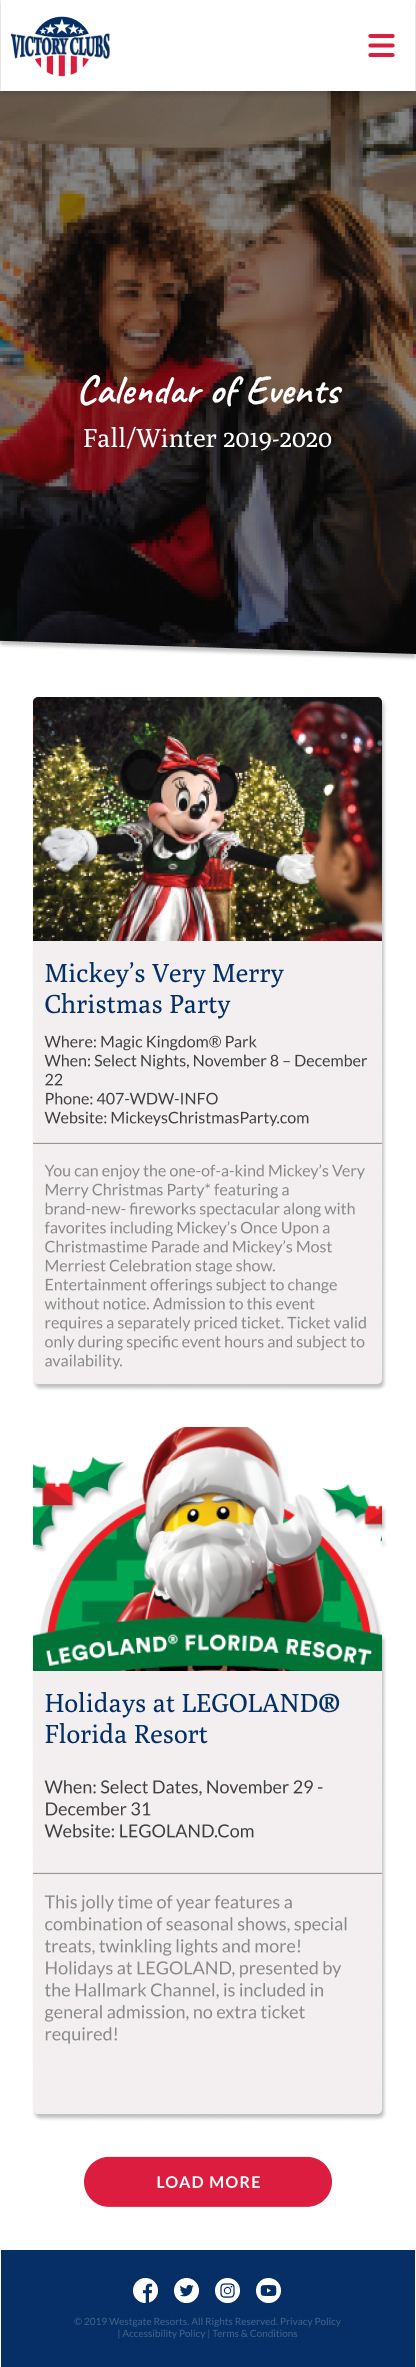 VICTORY CLUBS
Calendar of Events
Fall/Winter 2019-2020
Mickey’s Very Merry
Christmas Party
Where: Magic Kingdom® Park
When: Select Nights, November 8 – December
22
Phone: 407-WDW-INFO
Website: MickeysChristmasParty.com
You can enjoy the one-of-a-kind Mickey’s Very
Merry Christmas Party* featuring a
brand-new- fireworks spectacular along with
favorites including Mickey’s Once Upon a
Christmastime Parade and Mickey’s Most
Merriest Celebration stage show.
Entertainment offerings subject to change
without notice. Admission to this event
requires a separately priced ticket. Ticket valid
only during specific event hours and subject to
availability.
LEGOLAND® FLORIDA RESORT
Holidays at LEGOLAND®
Florida Resort
When: Select Dates, November 29 -
December 31
Website: LEGOLAND.Com
This jolly time of year features a
combination of seasonal shows, special
treats, twinkling lights and more!
Holidays at LEGOLAND, presented by
the Hallmark Channel, is included in
general admission, no extra ticket
required!
LOAD MORE
© 2019 Westgate Resorts. All Rights Reserved. Privacy Policy
| Accessibility Policy | Terms & Conditions